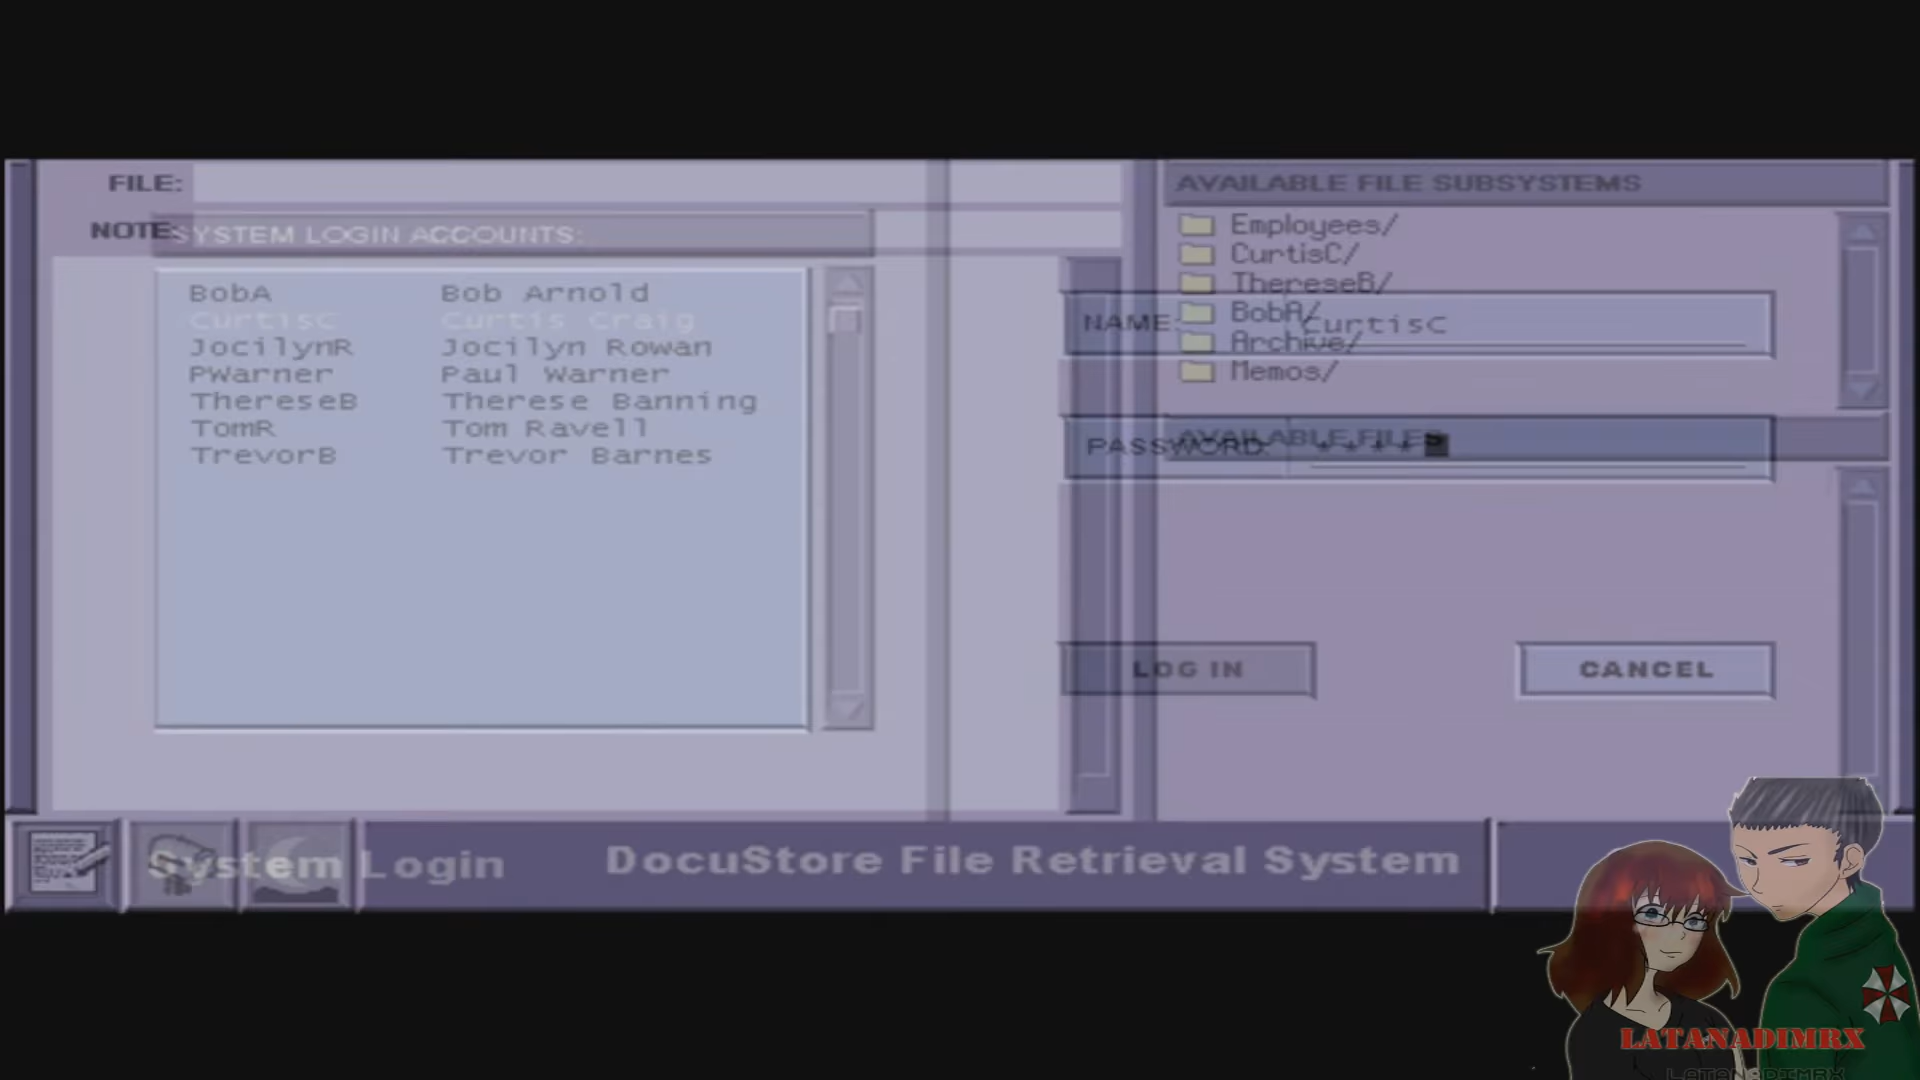 FILE:
NOTE:
SYSTEM LOGIN ACCOUNTS:
BobA Bob Arnold
CurtisC Curtis Craig
JocilynR Jocilyn Rowan
PWarner Paul Warner
ThereseB Therese Banning
TomR Tom Ravell
TrevorB Trevor Barnes
AVAILABLE FILE SUBSYSTEMS
Employees/
CurtisC/
ThereseB/
BobA/
Archive/
Memos/
NAME: CurtisC
AVAILABLE FILES
PASSWORD: ****
LOG IN
CANCEL
System Login
DocuStore File Retrieval System
LATANADIMRX
LATANADIMRX